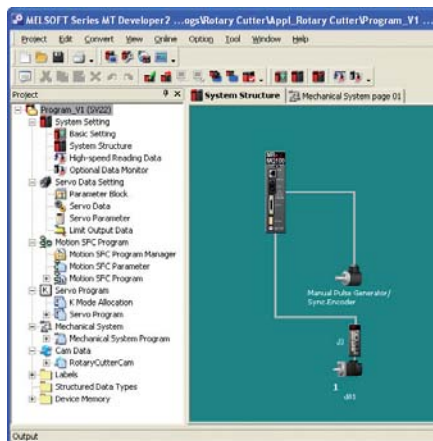 MELSOFT Series MT Developer2 ...ogs\Rotary Cutter\Appl_Rotary Cutter\Program_V1
Project Edit Convert View Online Option Tool Window Help
Project
System Structure
Mechanical System page 01
Program_V1 (SV22)
System Setting
Basic Setting
System Structure
High-speed Reading Data
Optional Data Monitor
Servo Data Setting
Parameter Block
Servo Data
Servo Parameter
Limit Output Data
Motion SFC Program
Motion SFC Program Manager
Motion SFC Parameter
Motion SFC Program
Servo Program
K Mode Allocation
Servo Program
Mechanical System
Mechanical System Program
Cam Data
RotaryCutterCam
Labels
Structured Data Types
Device Memory
Manual Pulse Generator/
Sync.Encoder
d1
1
d01
Output